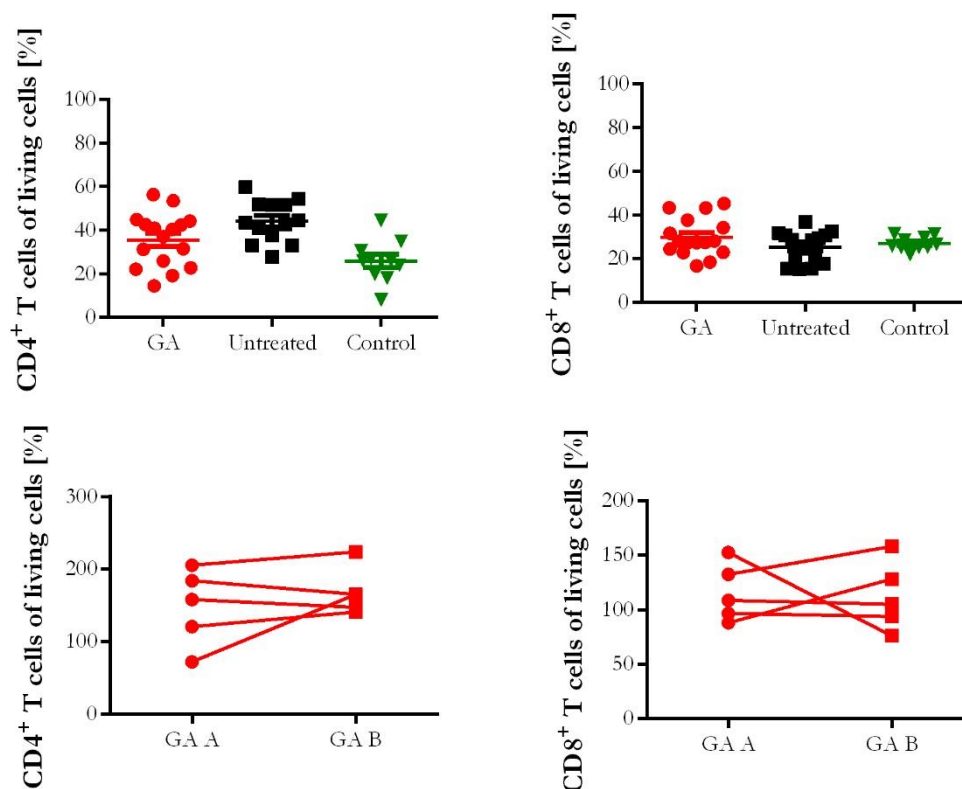 CD4+ T cells of living cells [%]
100
80
60
40
20
0
GA Untreated Control
CD8+ T cells of living cells [%]
100
80
60
40
20
0
GA Untreated Control
CD4+ T cells of living cells [%]
300
200
100
0
GA A GA B
CD8+ T cells of living cells [%]
200
150
100
50
0
GA A GA B